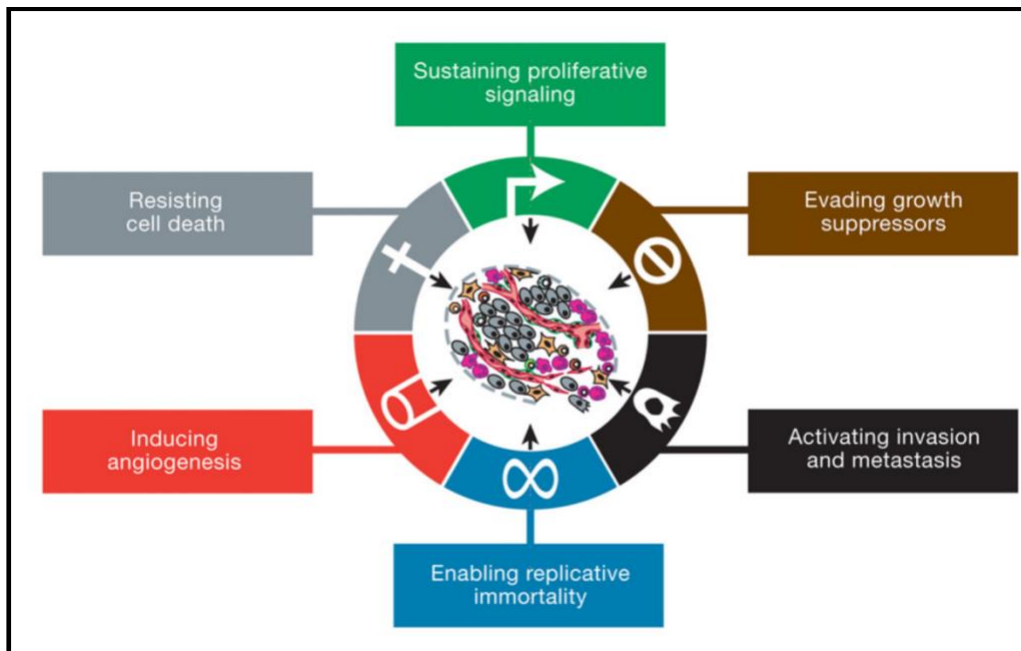 Sustaining proliferative
signaling
Resisting
cell death
Evading growth
suppressors
Inducing
angiogenesis
Activating invasion
and metastasis
Enabling replicative
immortality